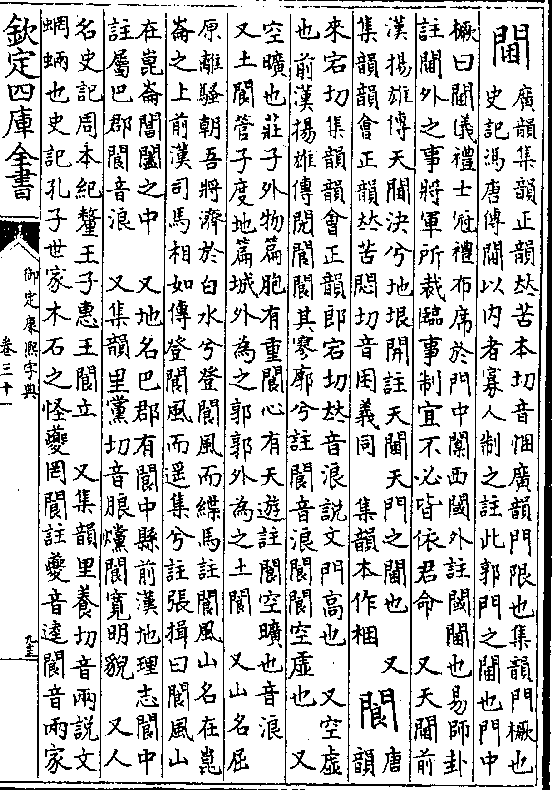 閫 廣韻集韻正韻𠀤苦本切音悃廣韻門限也集韻門橛也
史記馮唐傳閫以内者寡人制之註此郭門之閫也門中
橛曰閫儀禮士冠禮布席於門中闑西閾外註閾閫也易師卦
註閫外之事將軍所裁臨事制宜不必皆依君命 又天閫前
漢揚雄傳天閫決兮地垠開註天閫天門之閫也 又
集韻韻會正韻𠀤苦悶切音困義同 集韻本作梱 閬 唐韻
來宕切集韻韻會正韻郎宕切𠀤音浪說文門高也 又空虛
也前漢揚雄傳閌閬閬其寥廓兮註閬音浪閬閬空虛也 又
空曠也莊子外物篇胞有重閬心有天遊註閬空曠也音浪
又土閬管子度地篇城外為之郭郭外為之土閬 又山名屈
原離騷朝吾將濟於白水兮登閬風而緤馬註閬風山名在崑
崙之上前漢司馬相如傳登閬風而遥集兮註張揖曰閬風山
在崑崙閶闔之中 又地名巴郡有閬中縣前漢地理志閬中
註屬巴郡閬音浪 又集韻里黨切音朖爣閬寬明貌 又人
名史記周本紀釐王子惠王閬立 又集韻里養切音兩說文
蝄蜽也史記孔子世家木石之怪夔罔閬註夔音逵閬音兩家
欽定四庫全書
御定康熙字典
卷三十一